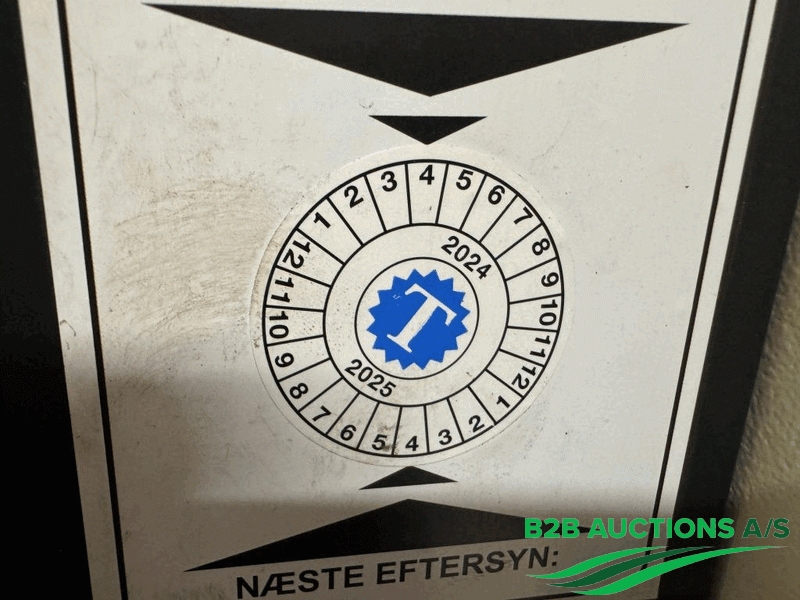 1 2 3 4 5 6 7 8 9 10 11 12
2024
T
2025
1 2 3 4 5 6 7 8 9 10 11 12
NÆSTE EFTERSYN:
B2B AUCTIONS A/S